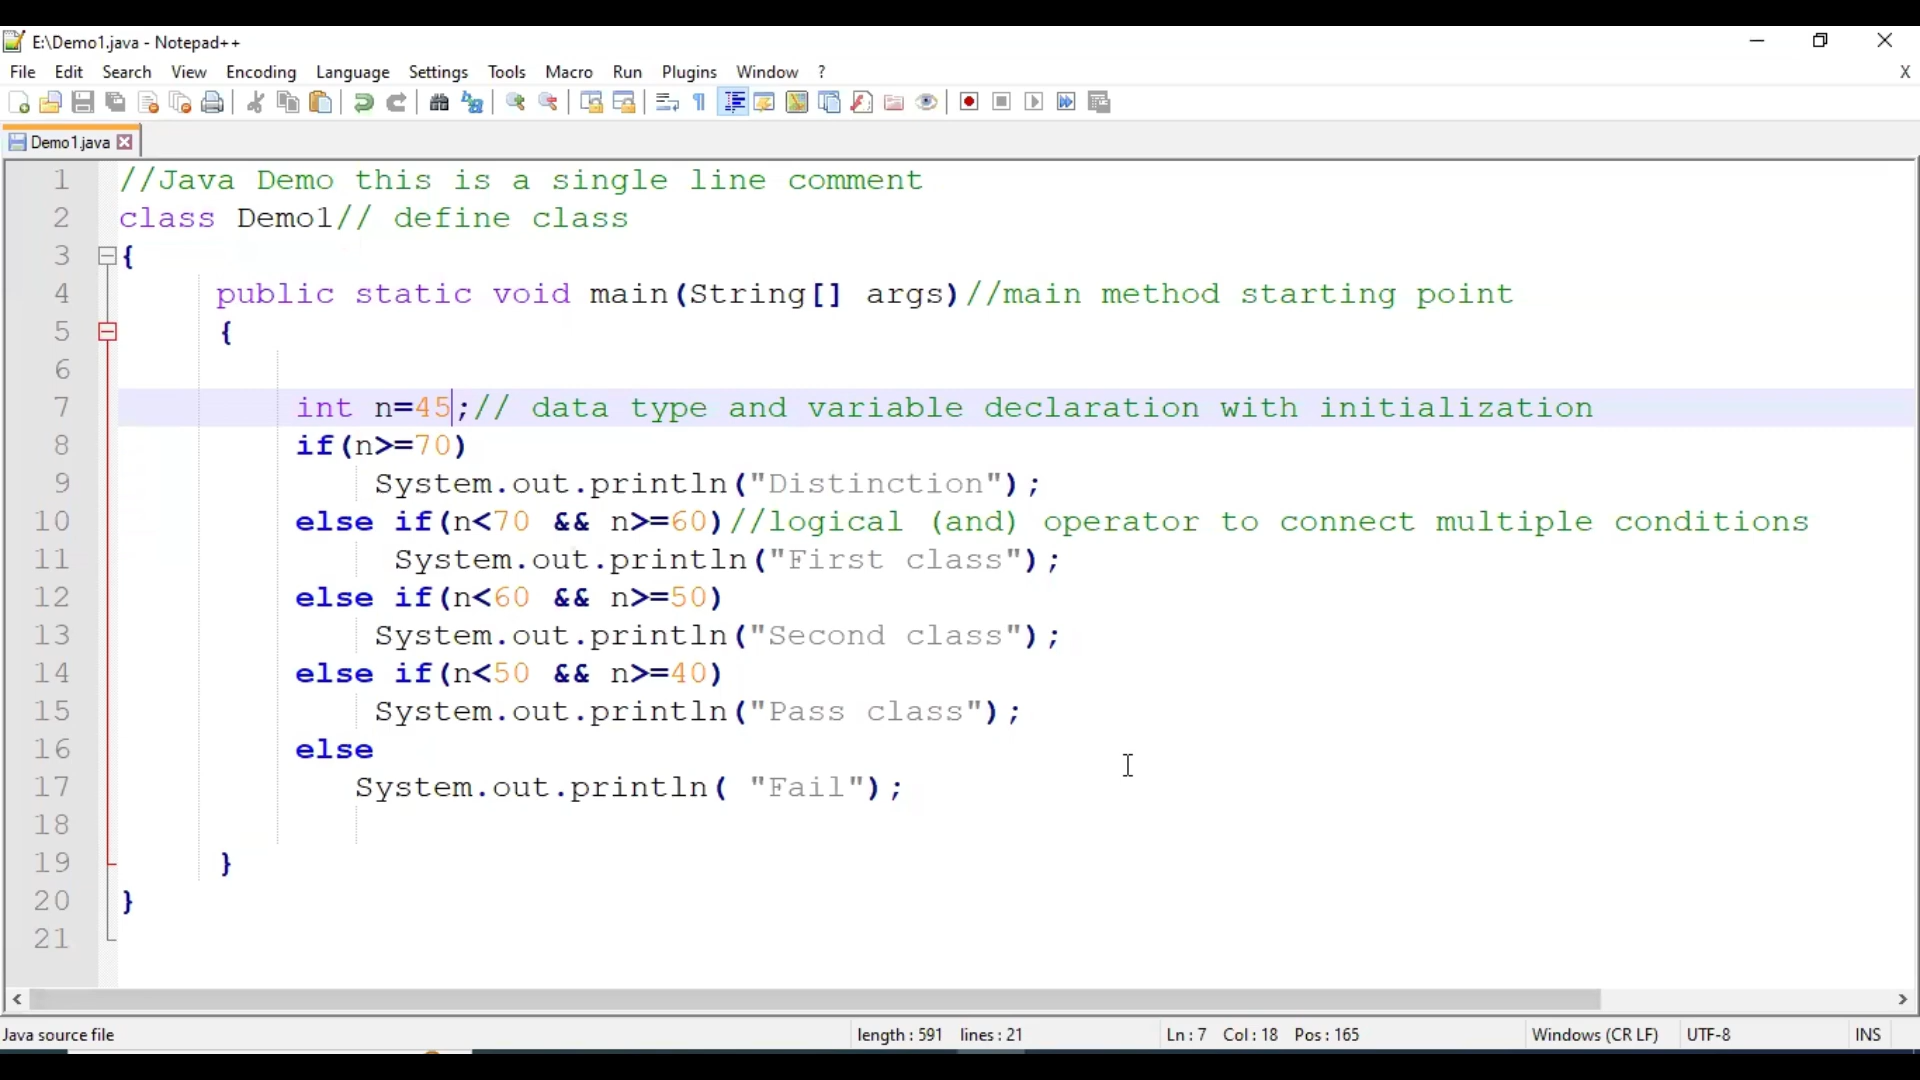 E:\Demo1.java - Notepad++
File Edit Search View Encoding Language Settings Tools Macro Run Plugins Window ? X
Demo1.java
1 //Java Demo this is a single line comment
2 class Demo1// define class
3 {
4 public static void main(String[] args)//main method starting point
5 {
6
7 int n=45;// data type and variable declaration with initialization
8 if(n>=70)
9 System.out.println("Distinction");
10 else if(n<70 && n>=60)//logical (and) operator to connect multiple conditions
11 System.out.println("First class");
12 else if(n<60 && n>=50)
13 System.out.println("Second class");
14 else if(n<50 && n>=40)
15 System.out.println("Pass class");
16 else
17 System.out.println( "Fail");
18
19 }
20 }
21
Java source file length : 591 lines : 21 Ln : 7 Col : 18 Pos : 165 Windows (CR LF) UTF-8 INS